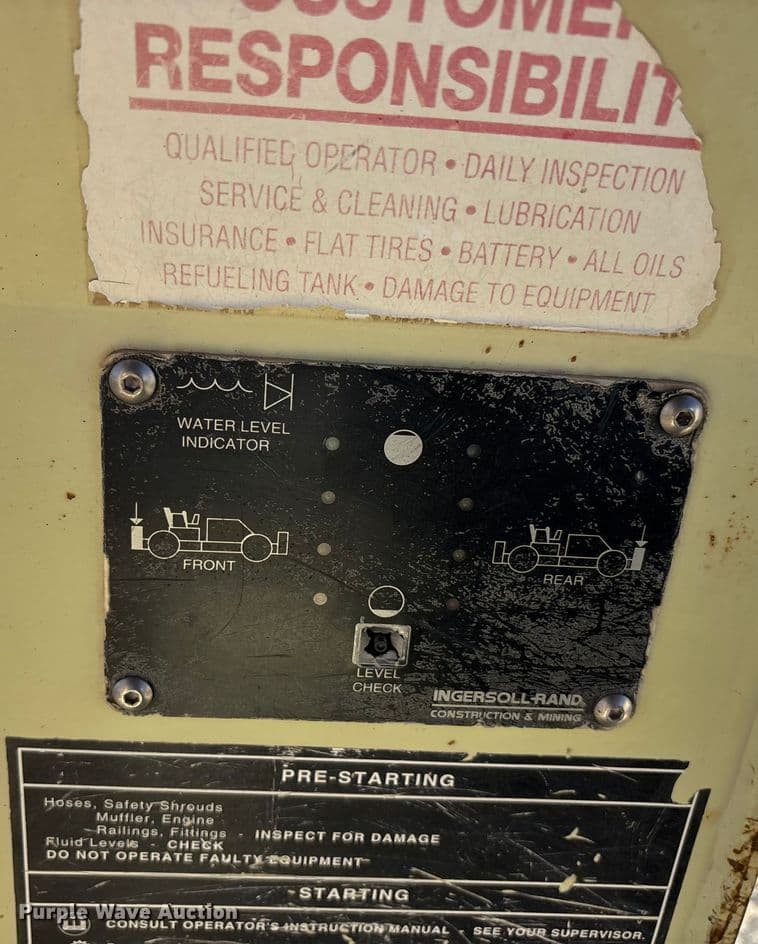 CUSTOMER
RESPONSIBILIT
QUALIFIED OPERATOR • DAILY INSPECTION
SERVICE & CLEANING • LUBRICATION
INSURANCE • FLAT TIRES • BATTERY • ALL OILS
REFUELING TANK • DAMAGE TO EQUIPMENT
WATER LEVEL
INDICATOR
FRONT
REAR
LEVEL
CHECK
INGERSOLL-RAND
CONSTRUCTION & MINING
PRE-STARTING
Hoses, Safety Shrouds
Muffler, Engine
Railings, Fittings - INSPECT FOR DAMAGE
Fluid Levels - CHECK
DO NOT OPERATE FAULTY EQUIPMENT
STARTING
CONSULT OPERATOR'S INSTRUCTION MANUAL - SEE YOUR SUPERVISOR.
Purple Wave Auction